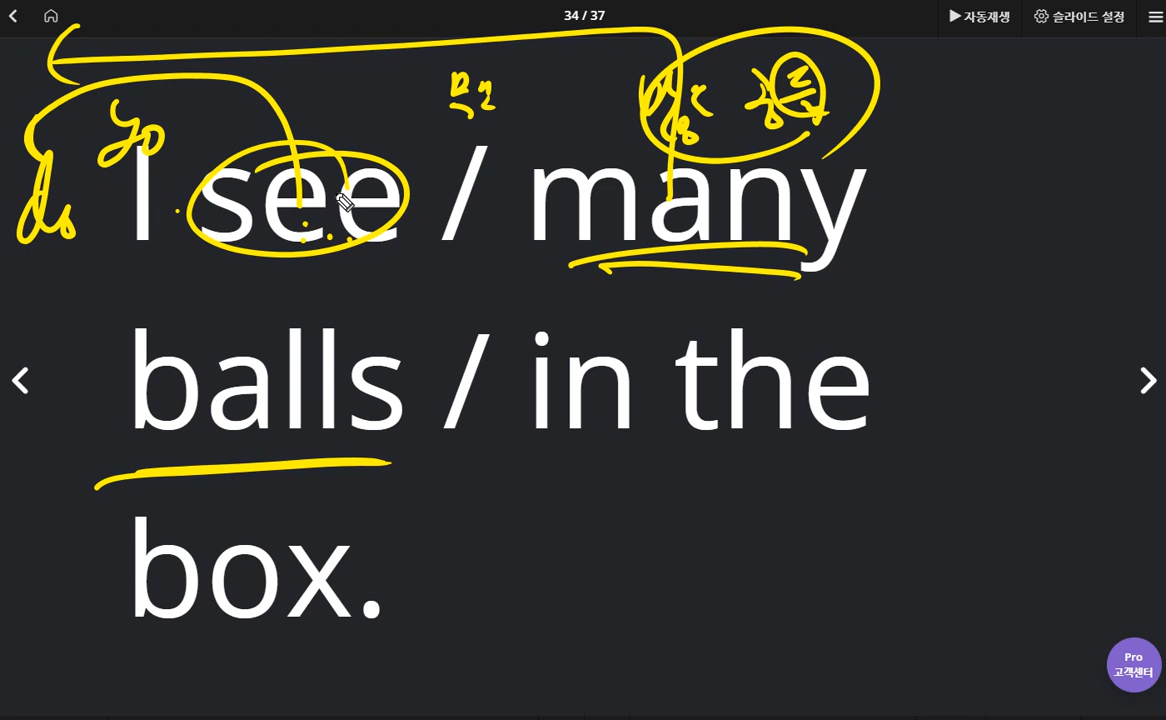 34 / 37
자동재생
슬라이드 설정
do
I see / many
balls / in the
box.
Pro
고객센터